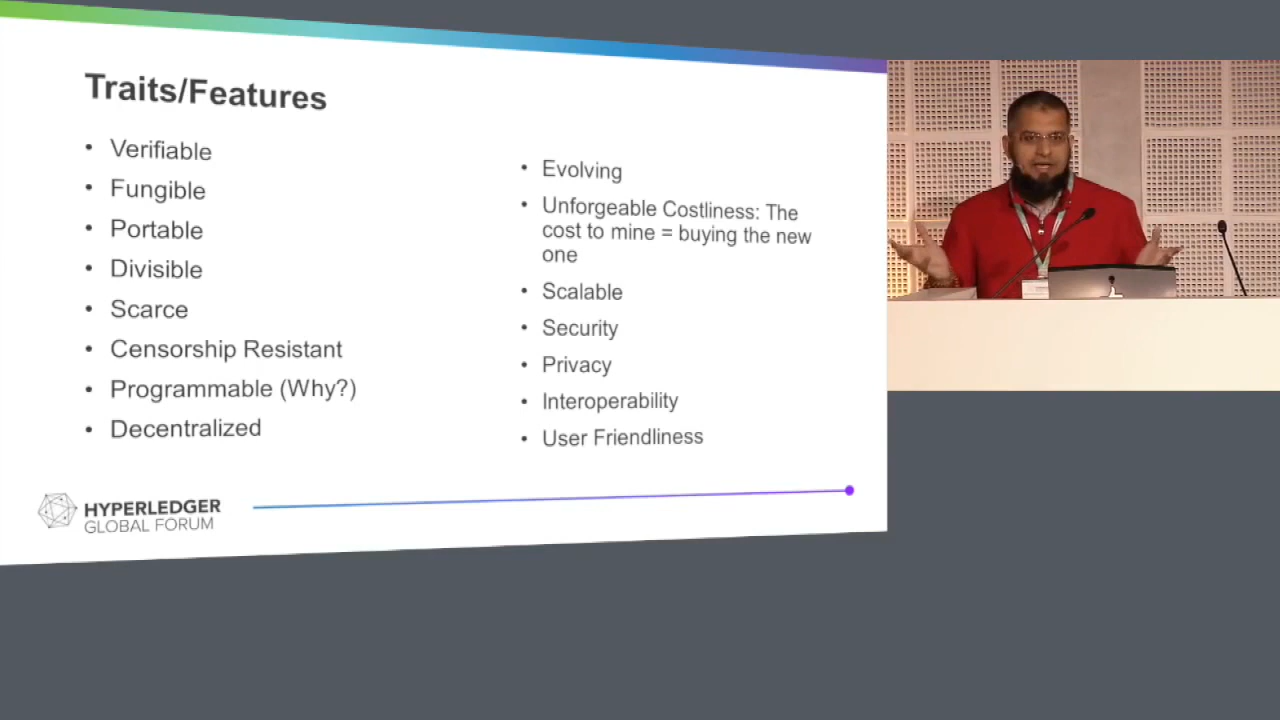 Traits/Features
• Verifiable
• Fungible
• Portable
• Divisible
• Scarce
• Censorship Resistant
• Programmable (Why?)
• Decentralized
• Evolving
• Unforgeable Costliness: The
cost to mine = buying the new
one
• Scalable
• Security
• Privacy
• Interoperability
• User Friendliness
HYPERLEDGER
GLOBAL FORUM